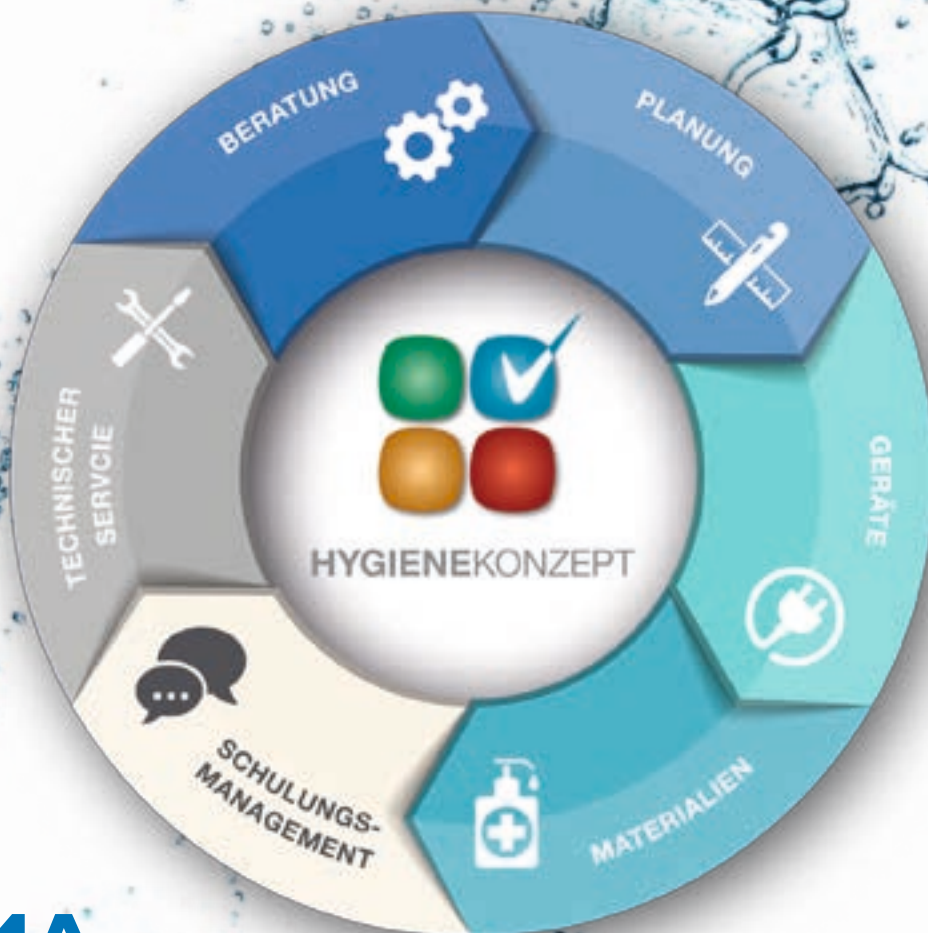 BERATUNG
PLANUNG
GERÄTE
MATERIALIEN
SCHULUNGS-
MANAGEMENT
TECHNISCHER
SERVCIE
HYGIENEKONZEPT